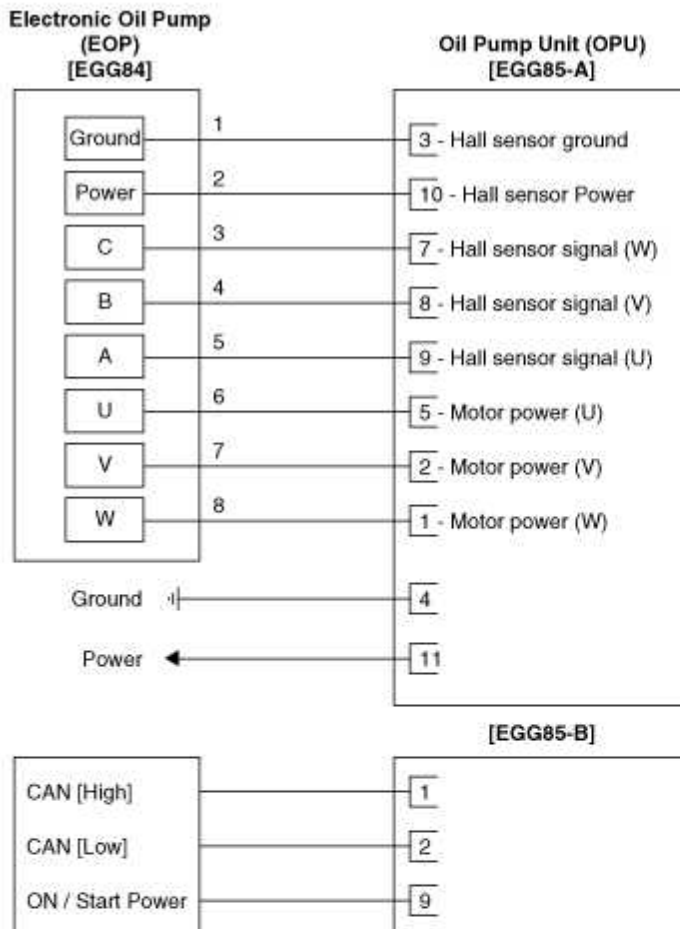 Electronic Oil Pump
(EOP)
[EGG84]
Oil Pump Unit (OPU)
[EGG85-A]
Ground 1 3 - Hall sensor ground
Power 2 10 - Hall sensor Power
C 3 7 - Hall sensor signal (W)
B 4 8 - Hall sensor signal (V)
A 5 9 - Hall sensor signal (U)
U 6 5 - Motor power (U)
V 7 2 - Motor power (V)
W 8 1 - Motor power (W)
Ground 4
Power 11
[EGG85-B]
CAN [High] 1
CAN [Low] 2
ON / Start Power 9